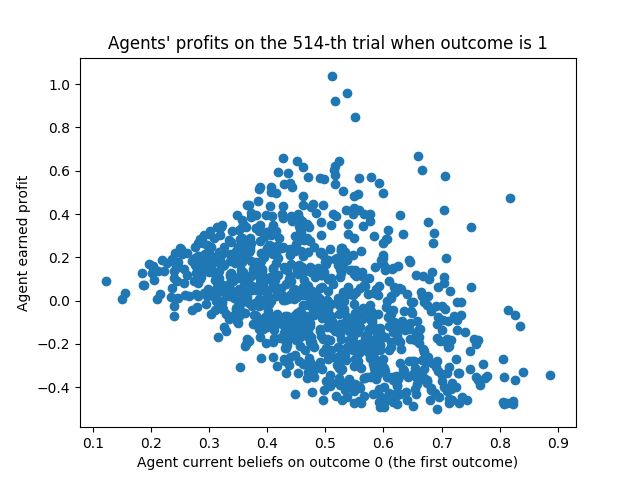 Agents' profits on the 514-th trial when outcome is 1
Agent earned profit
1.0
0.8
0.6
0.4
0.2
0.0
−0.2
−0.4
0.1 0.2 0.3 0.4 0.5 0.6 0.7 0.8 0.9
Agent current beliefs on outcome 0 (the first outcome)